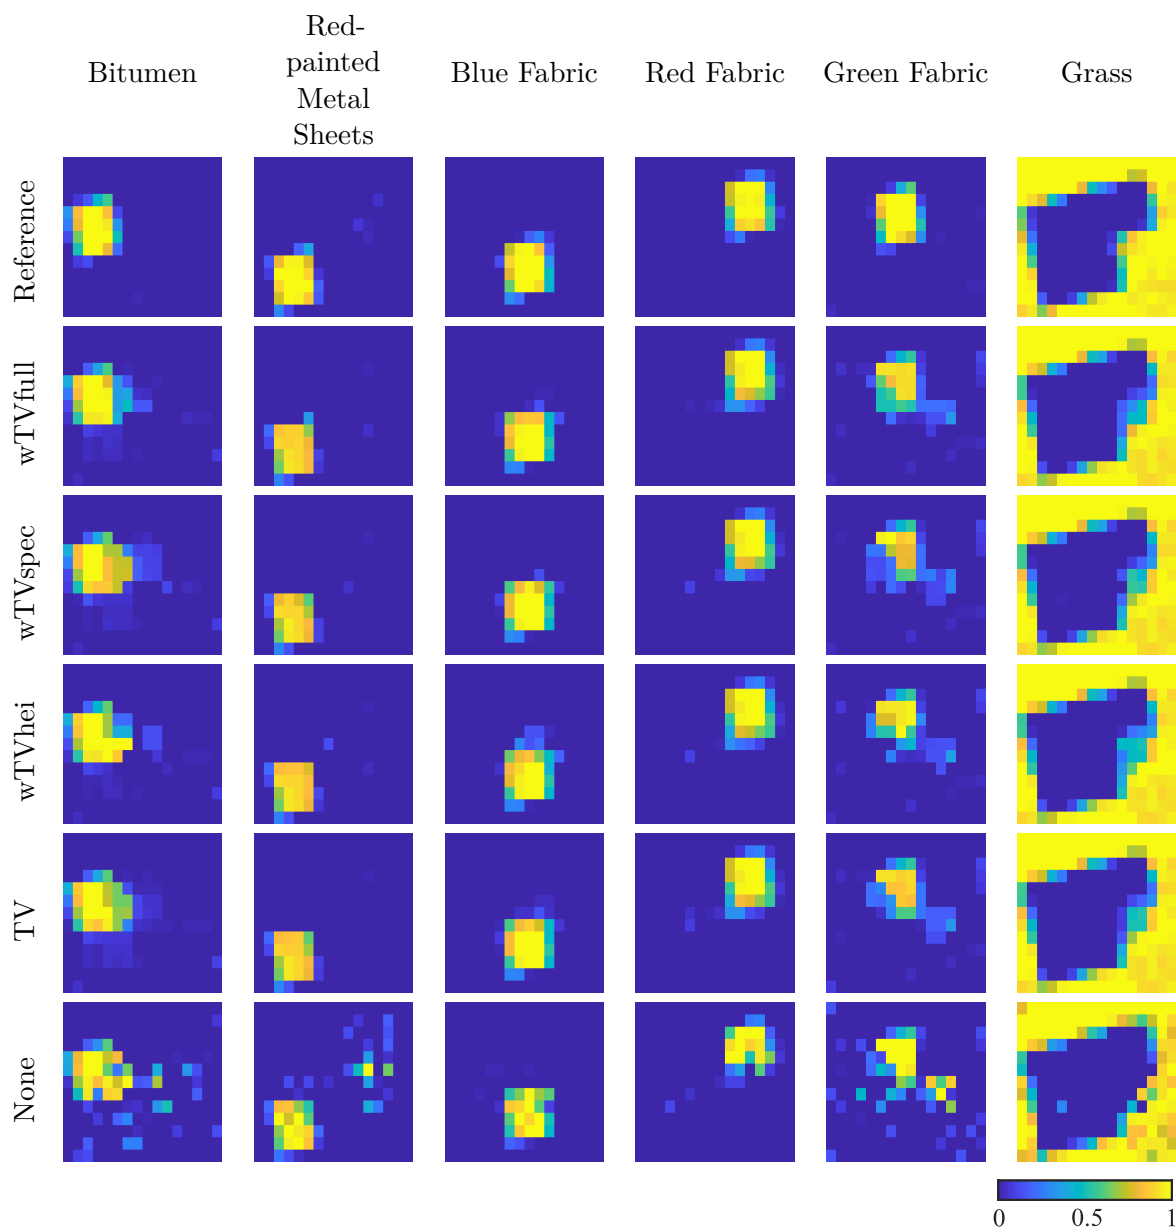 Bitumen
Red-
painted
Metal
Sheets
Blue Fabric
Red Fabric
Green Fabric
Grass
Reference
wTVfull
wTVspec
wTVhei
TV
None
0 0.5 1